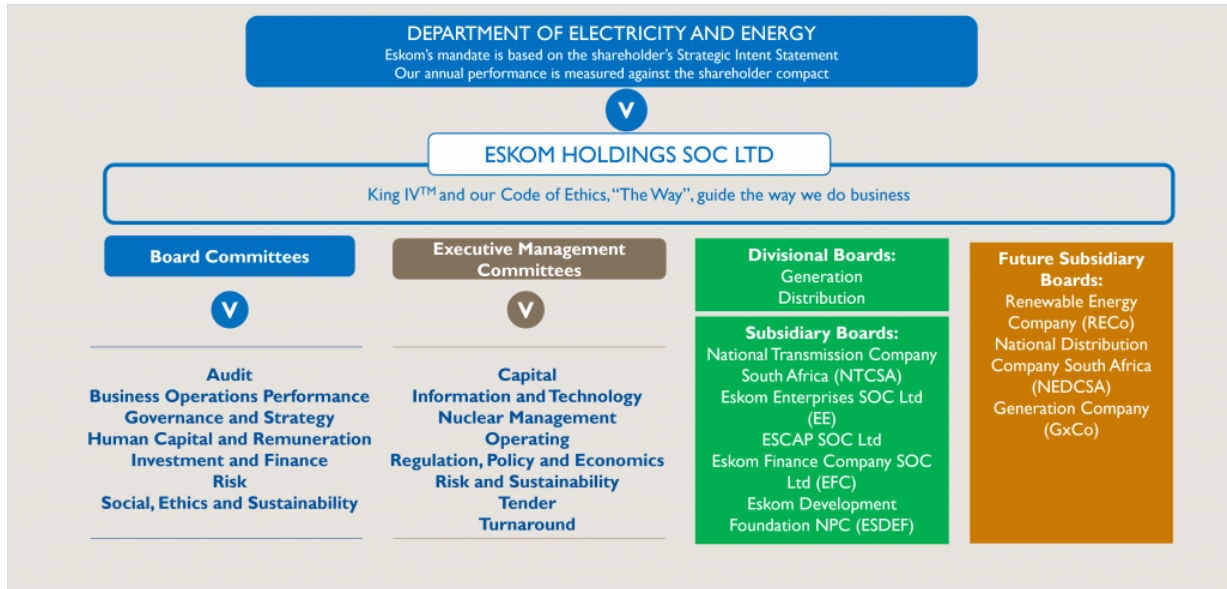 DEPARTMENT OF ELECTRICITY AND ENERGY
Eskom's mandate is based on the shareholder's Strategic Intent Statement
Our annual performance is measured against the shareholder compact
V
ESKOM HOLDINGS SOC LTD
King IV™ and our Code of Ethics, “The Way”, guide the way we do business
Board Committees
V
Audit
Business Operations Performance
Governance and Strategy
Human Capital and Remuneration
Investment and Finance
Risk
Social, Ethics and Sustainability
Executive Management
Committees
V
Capital
Information and Technology
Nuclear Management
Operating
Regulation, Policy and Economics
Risk and Sustainability
Tender
Turnaround
Divisional Boards:
Generation
Distribution
Subsidiary Boards:
National Transmission Company
South Africa (NTCSA)
Eskom Enterprises SOC Ltd
(EE)
ESCAP SOC Ltd
Eskom Finance Company SOC
Ltd (EFC)
Eskom Development
Foundation NPC (ESDEF)
Future Subsidiary
Boards:
Renewable Energy
Company (RECo)
National Distribution
Company South Africa
(NEDCSA)
Generation Company
(GxCo)